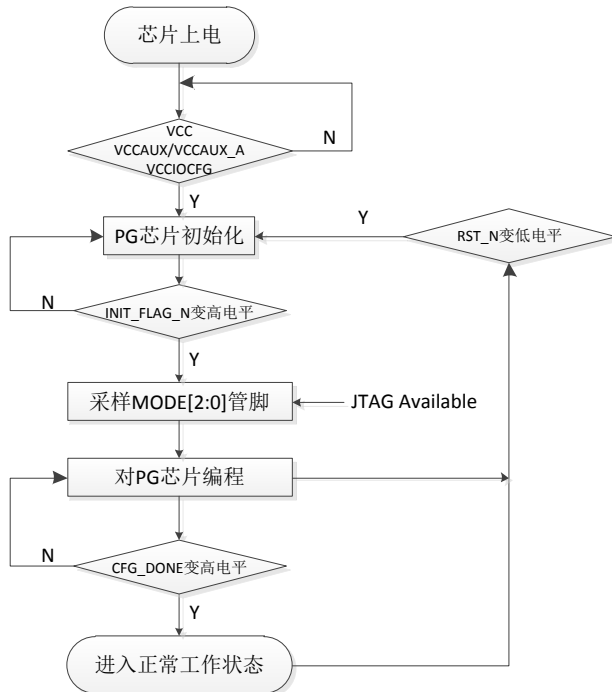 芯片上电
VCC
VCCAUX/VCCAUX_A
VCCIOCFG
N
Y
Y
PG芯片初始化
RST_N变低电平
N
INIT_FLAG_N变高电平
Y
采样MODE[2:0]管脚
JTAG Available
对PG芯片编程
N
CFG_DONE变高电平
Y
进入正常工作状态